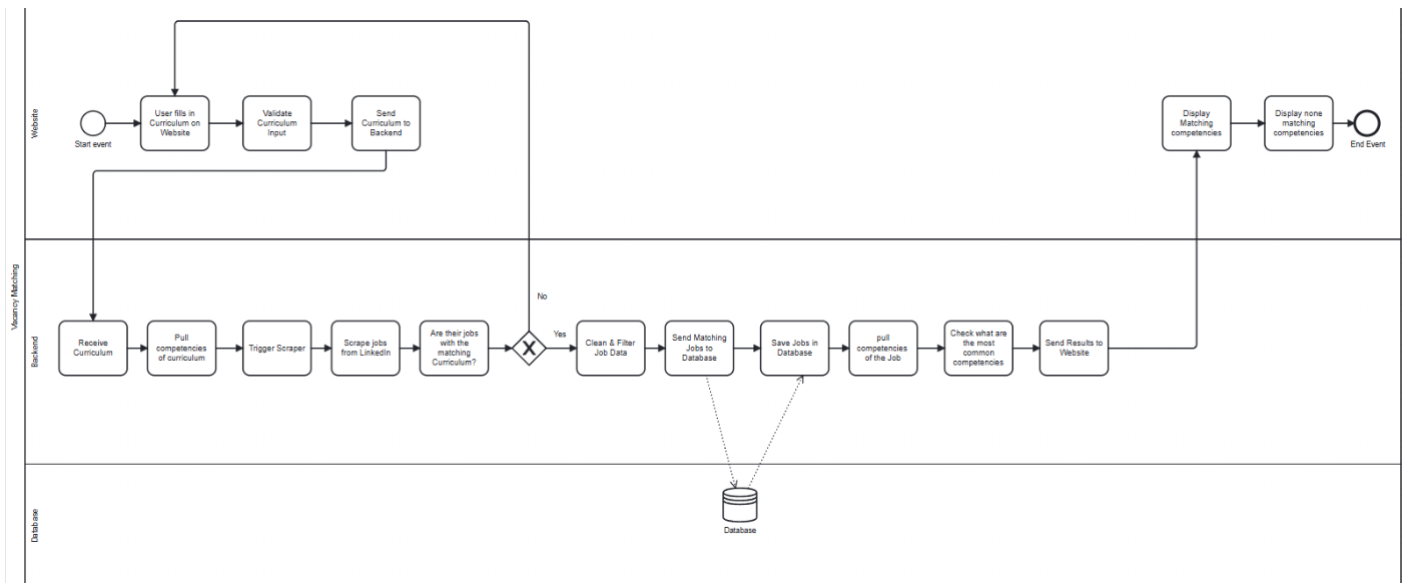 Vacancy Matching
Website
Start event
User fills in
Curriculum on
Website
Validate
Curriculum
Input
Send
Curriculum to
Backend
Display
Matching
competencies
Display none
matching
competencies
End Event
Backend
Receive
Curriculum
Pull
competencies
of curriculum
Trigger Scraper
Scrape jobs
from LinkedIn
Are their jobs
with the
matching
Curriculum?
No
Yes
Clean & Filter
Job Data
Send Matching
Jobs to
Database
Save Jobs in
Database
pull
competencies
of the Job
Check what are
the most
common
competencies
Send Results to
Website
Database
Database